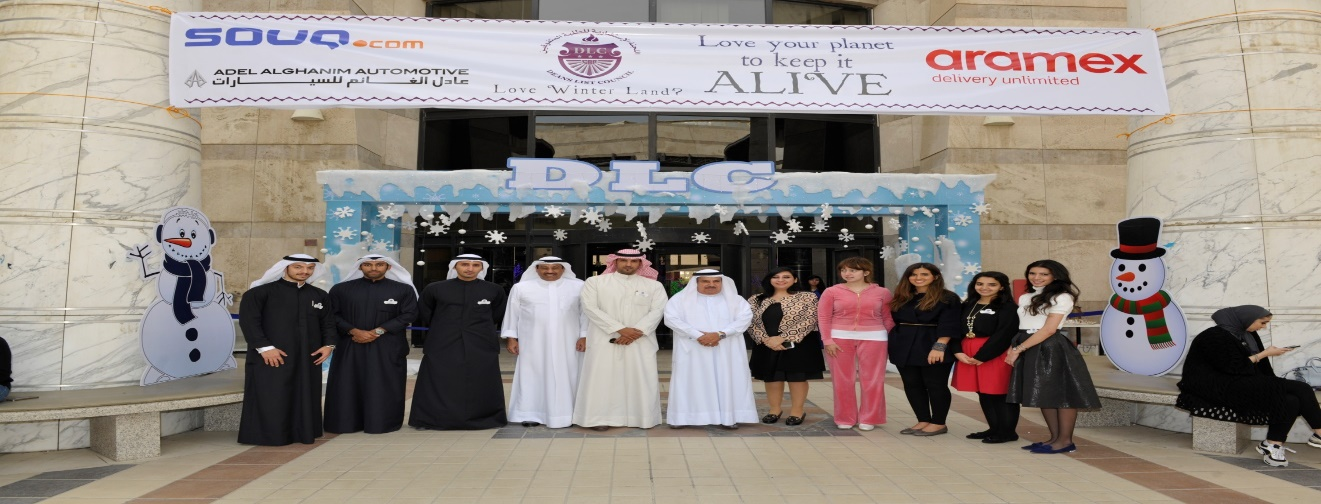 souq.com
ADEL ALGHANIM AUTOMOTIVE
عادل الغانم للسيارات
DLC
CBA
DEANS LIST COUNCIL
Love Winter Land?
Love your planet
to keep it
ALIVE
aramex
delivery unlimited
DLC